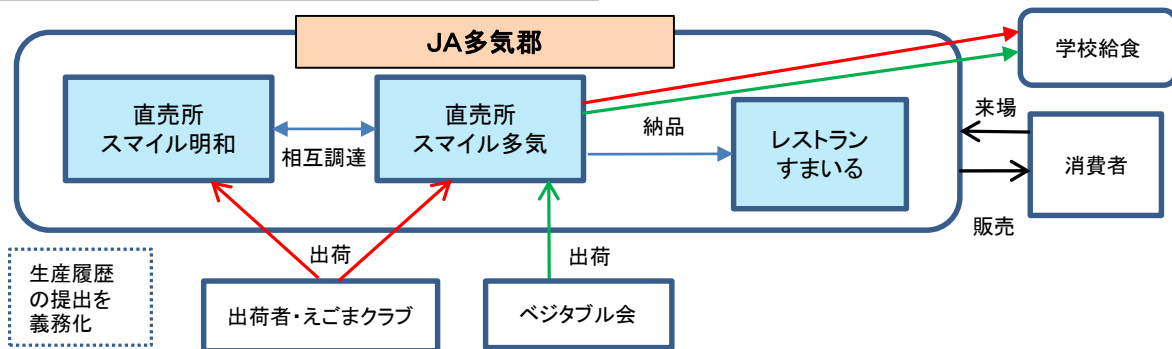 JA多気郡
学校給食
直売所
スマイル明和
相互調達
直売所
スマイル多気
納品
レストラン
すまいる
来場
消費者
販売
生産履歴
の提出を
義務化
出荷
出荷者・えごまクラブ
出荷
ベジタブル会